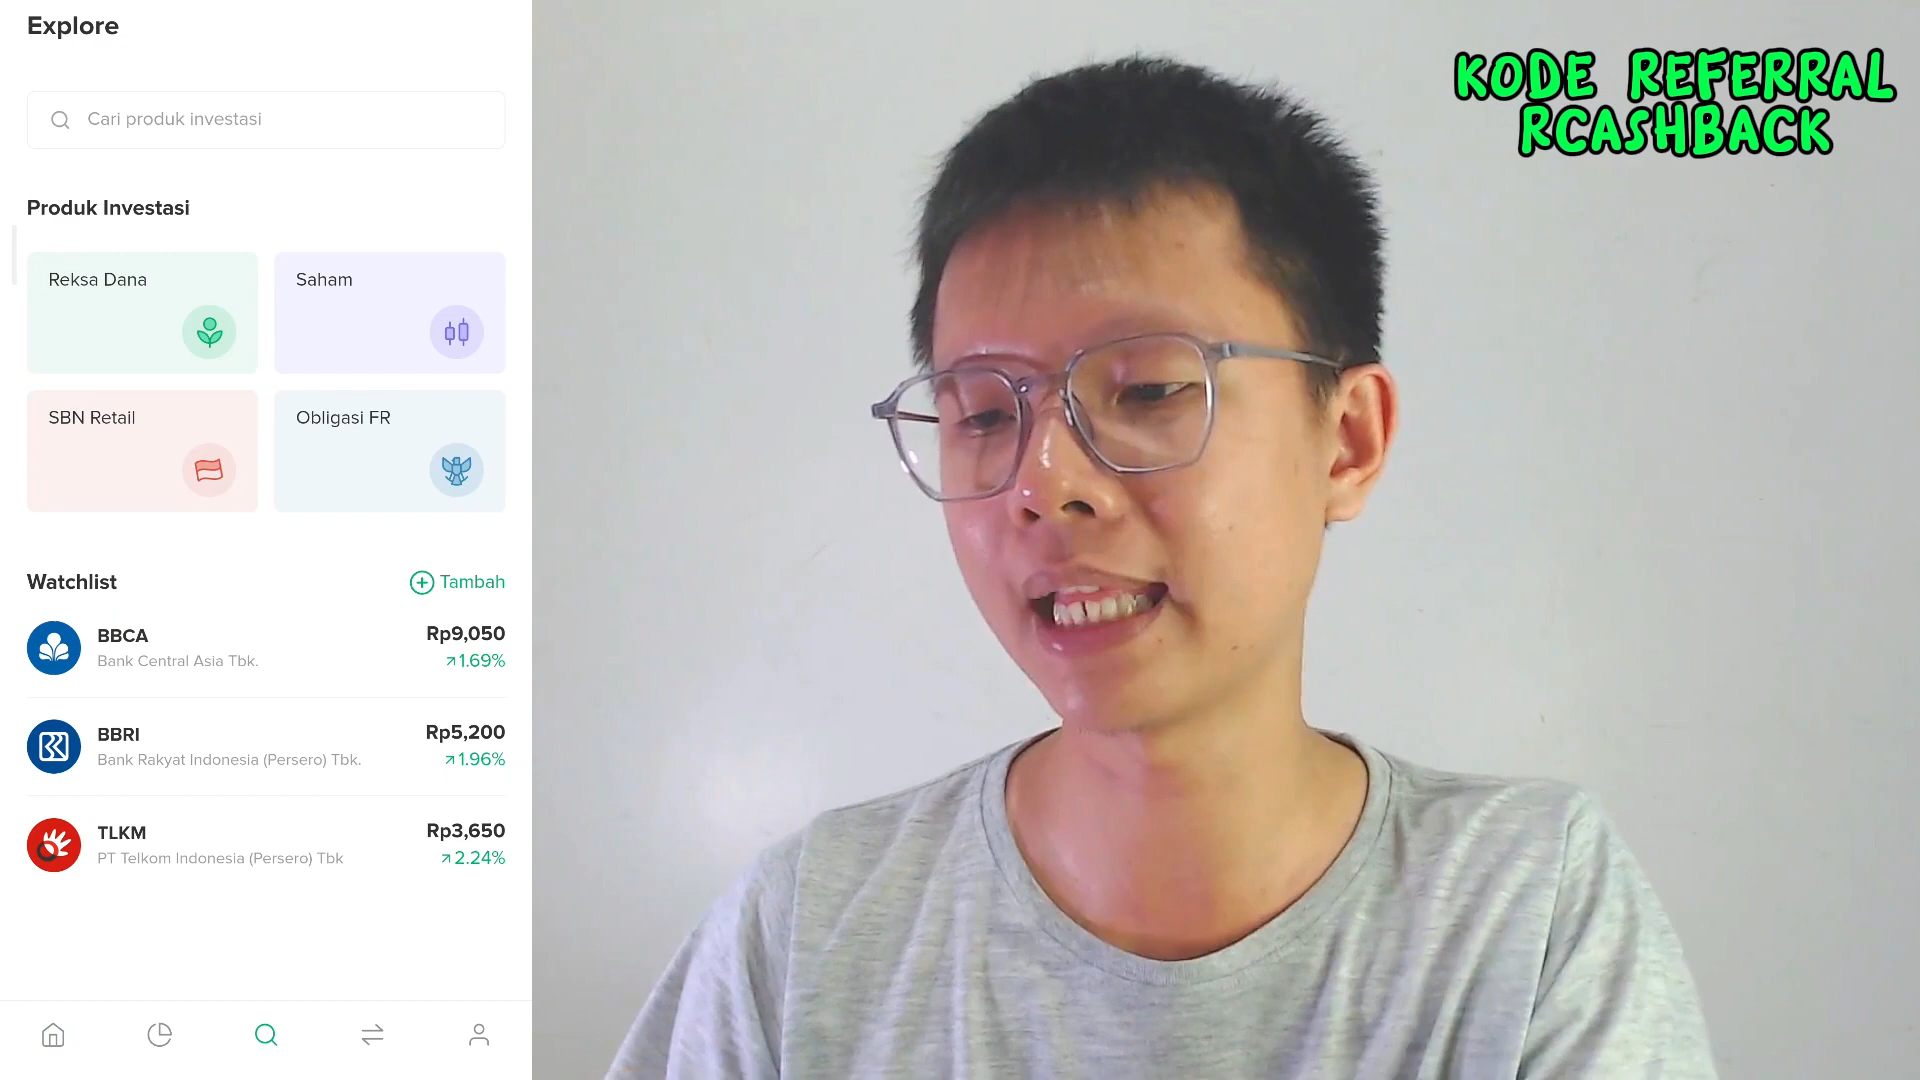 Explore
Cari produk investasi
Produk Investasi
Reksa Dana
Saham
SBN Retail
Obligasi FR
Watchlist
Tambah
BBCA
Rp9,050
Bank Central Asia Tbk.
1.69%
BBRI
Rp5,200
Bank Rakyat Indonesia (Persero) Tbk.
1.96%
TLKM
Rp3,650
PT Telkom Indonesia (Persero) Tbk
2.24%
KODE REFERRAL
RCASHBACK